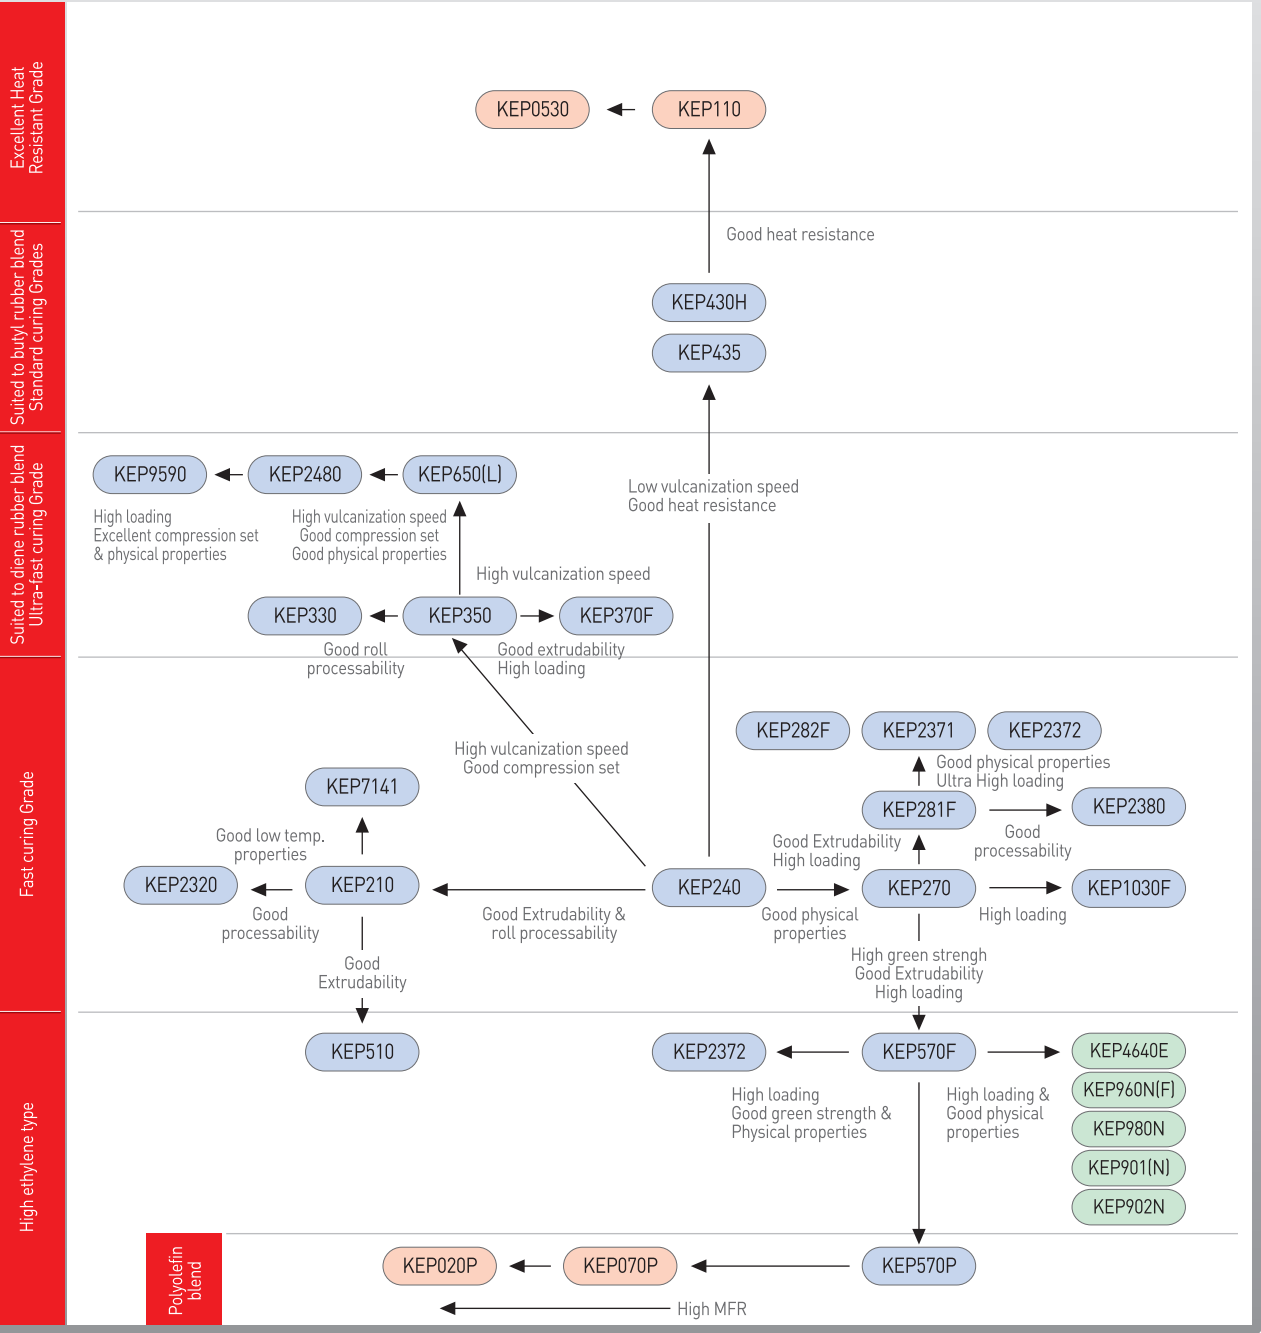 Excellent Heat
Resistant Grade
KEP0530
KEP110
Good heat resistance
Suited to butyl rubber blend
Standard curing Grades
KEP430H
KEP435
Suited to diene rubber blend
Ultra-fast curing Grade
KEP9590
KEP2480
KEP650(L)
High loading
Excellent compression set
& physical properties
High vulcanization speed
Good compression set
Good physical properties
Low vulcanization speed
Good heat resistance
High vulcanization speed
KEP330
KEP350
KEP370F
Good roll
processability
Good extrudability
High loading
Fast curing Grade
High vulcanization speed
Good compression set
KEP282F
KEP2371
KEP2372
Good physical properties
Ultra High loading
KEP7141
KEP281F
KEP2380
Good low temp.
properties
Good Extrudability
High loading
Good
processability
KEP2320
KEP210
KEP240
KEP270
KEP1030F
Good
processability
Good Extrudability &
roll processability
Good physical
properties
High loading
Good
Extrudability
High green strengh
Good Extrudability
High loading
High ethylene type
KEP510
KEP2372
KEP570F
KEP4640E
KEP960N(F)
KEP980N
KEP901(N)
KEP902N
High loading
Good green strength &
Physical properties
High loading &
Good physical
properties
Polyolefin
blend
KEP020P
KEP070P
KEP570P
High MFR